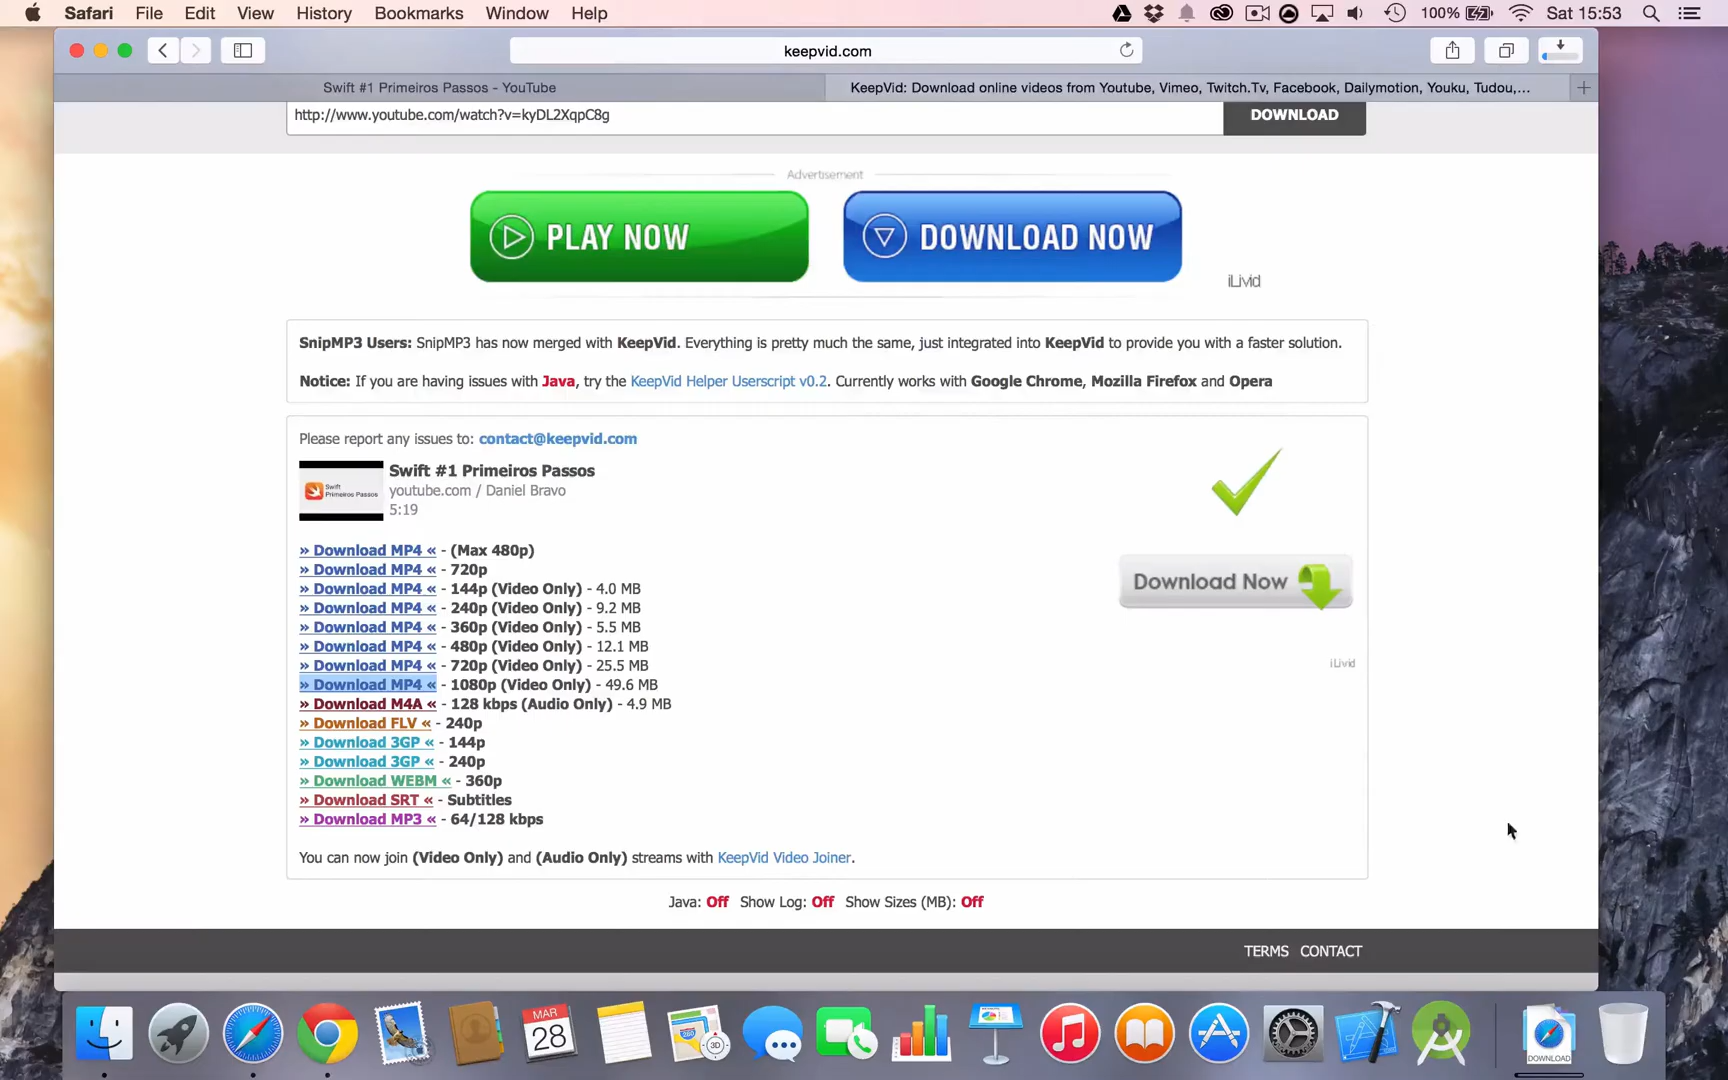 Safari File Edit View History Bookmarks Window Help 100% Sat 15:53
keepvid.com
Swift #1 Primeiros Passos - YouTube
KeepVid: Download online videos from Youtube, Vimeo, Twitch.Tv, Facebook, Dailymotion, Youku, Tudou,...
http://www.youtube.com/watch?v=kyDL2XqpC8g
DOWNLOAD
Advertisement
PLAY NOW
DOWNLOAD NOW
iLivid
SnipMP3 Users: SnipMP3 has now merged with KeepVid. Everything is pretty much the same, just integrated into KeepVid to provide you with a faster solution.
Notice: If you are having issues with Java, try the KeepVid Helper Userscript v0.2. Currently works with Google Chrome, Mozilla Firefox and Opera
Please report any issues to: contact@keepvid.com
Swift
Primeiros Passos
Swift #1 Primeiros Passos
youtube.com / Daniel Bravo
5:19
» Download MP4 « - (Max 480p)
» Download MP4 « - 720p
» Download MP4 « - 144p (Video Only) - 4.0 MB
» Download MP4 « - 240p (Video Only) - 9.2 MB
» Download MP4 « - 360p (Video Only) - 5.5 MB
» Download MP4 « - 480p (Video Only) - 12.1 MB
» Download MP4 « - 720p (Video Only) - 25.5 MB
» Download MP4 « - 1080p (Video Only) - 49.6 MB
» Download M4A « - 128 kbps (Audio Only) - 4.9 MB
» Download FLV « - 240p
» Download 3GP « - 144p
» Download 3GP « - 240p
» Download WEBM « - 360p
» Download SRT « - Subtitles
» Download MP3 « - 64/128 kbps
Download Now
iLivid
You can now join (Video Only) and (Audio Only) streams with KeepVid Video Joiner.
Java: Off Show Log: Off Show Sizes (MB): Off
TERMS CONTACT
MAR
28
3D
DOWNLOAD